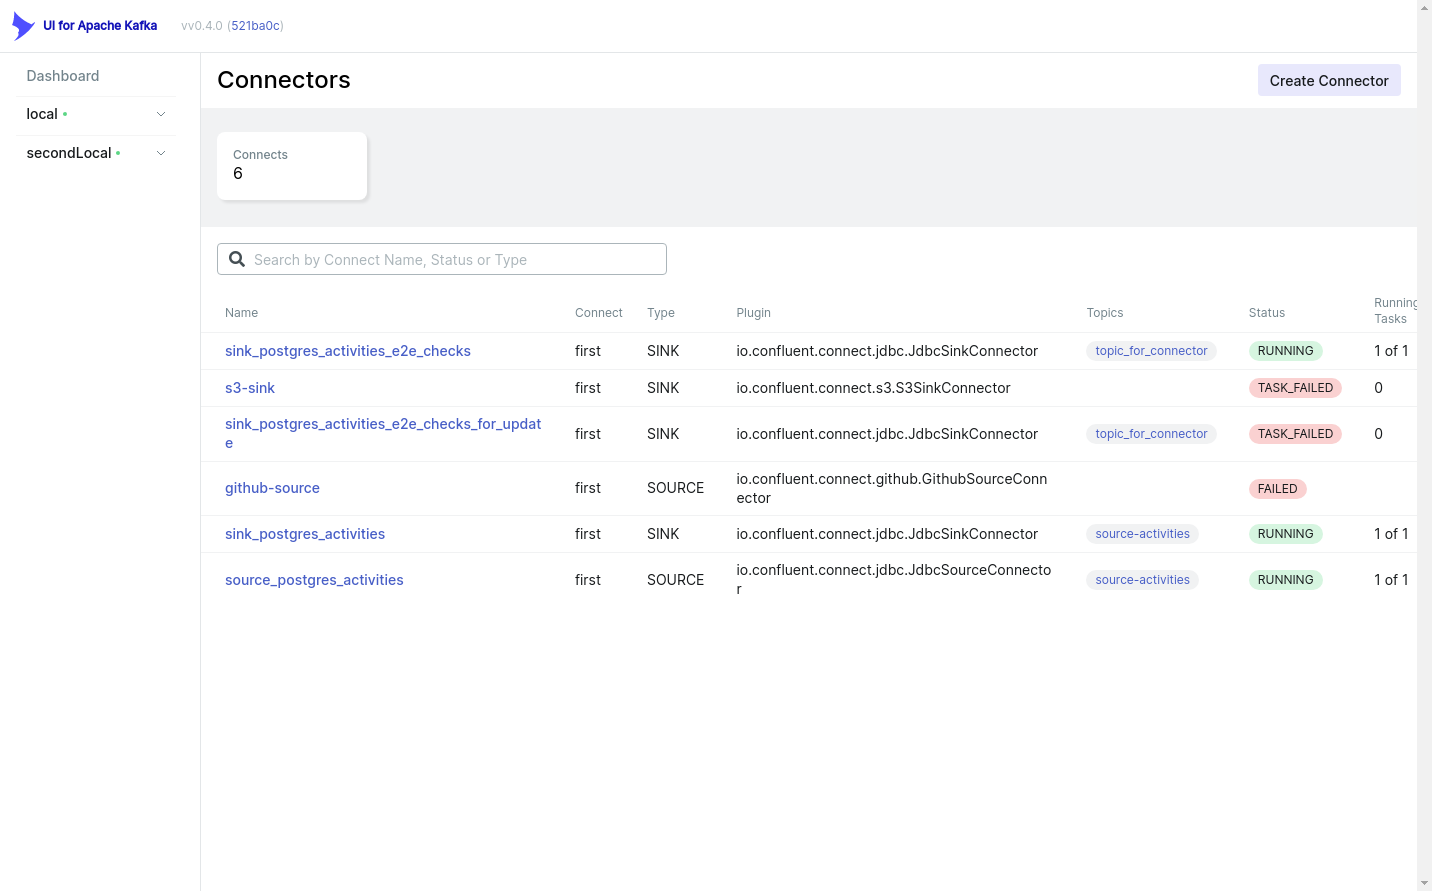 UI for Apache Kafka vv0.4.0 (521ba0c)
Dashboard
local
secondLocal
Connectors
Create Connector
Connects
6
Search by Connect Name, Status or Type
Name Connect Type Plugin Topics Status Running
Tasks
sink_postgres_activities_e2e_checks first SINK io.confluent.connect.jdbc.JdbcSinkConnector topic_for_connector RUNNING 1 of 1
s3-sink first SINK io.confluent.connect.s3.S3SinkConnector TASK_FAILED 0
sink_postgres_activities_e2e_checks_for_updat
e first SINK io.confluent.connect.jdbc.JdbcSinkConnector topic_for_connector TASK_FAILED 0
github-source first SOURCE io.confluent.connect.github.GithubSourceConn
ector FAILED
sink_postgres_activities first SINK io.confluent.connect.jdbc.JdbcSinkConnector source-activities RUNNING 1 of 1
source_postgres_activities first SOURCE io.confluent.connect.jdbc.JdbcSourceConnecto
r source-activities RUNNING 1 of 1